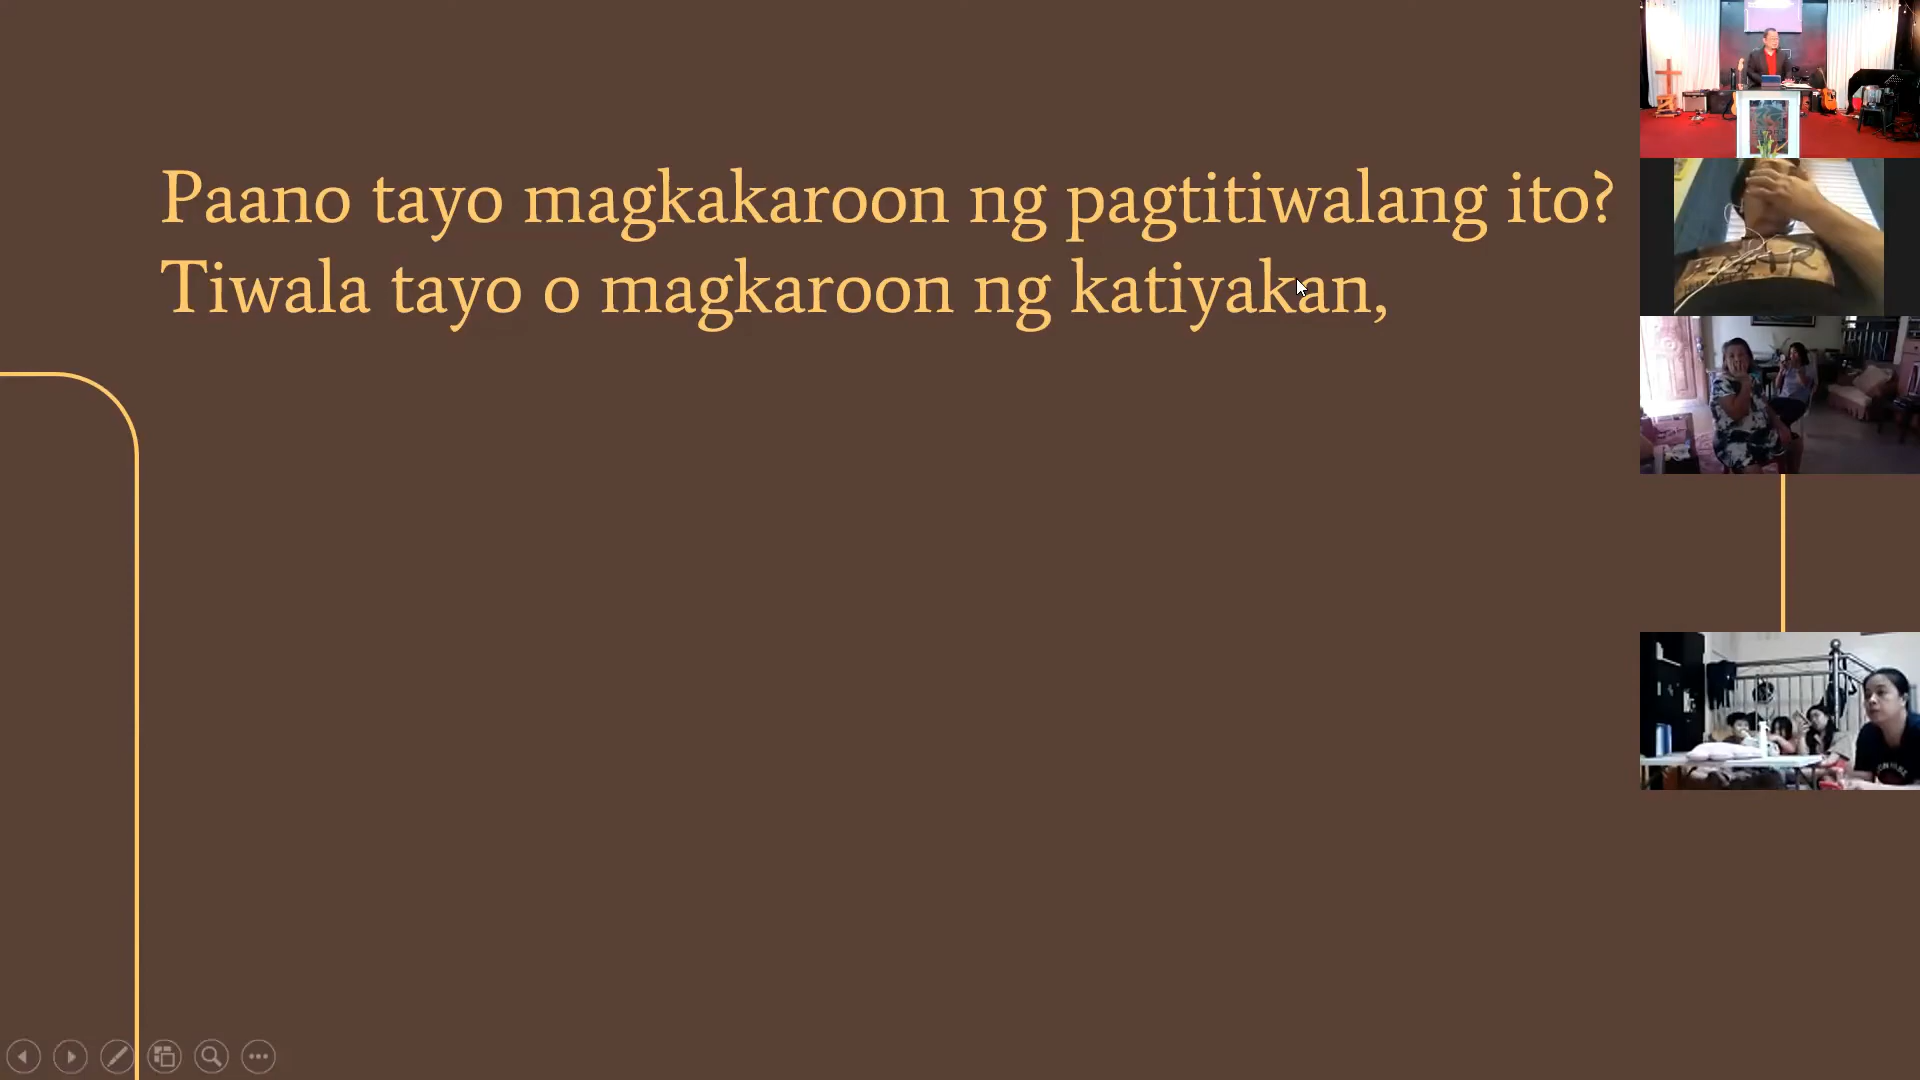 Paano tayo magkakaroon ng pagtitiwalang ito?
Tiwala tayo o magkaroon ng katiyakan,